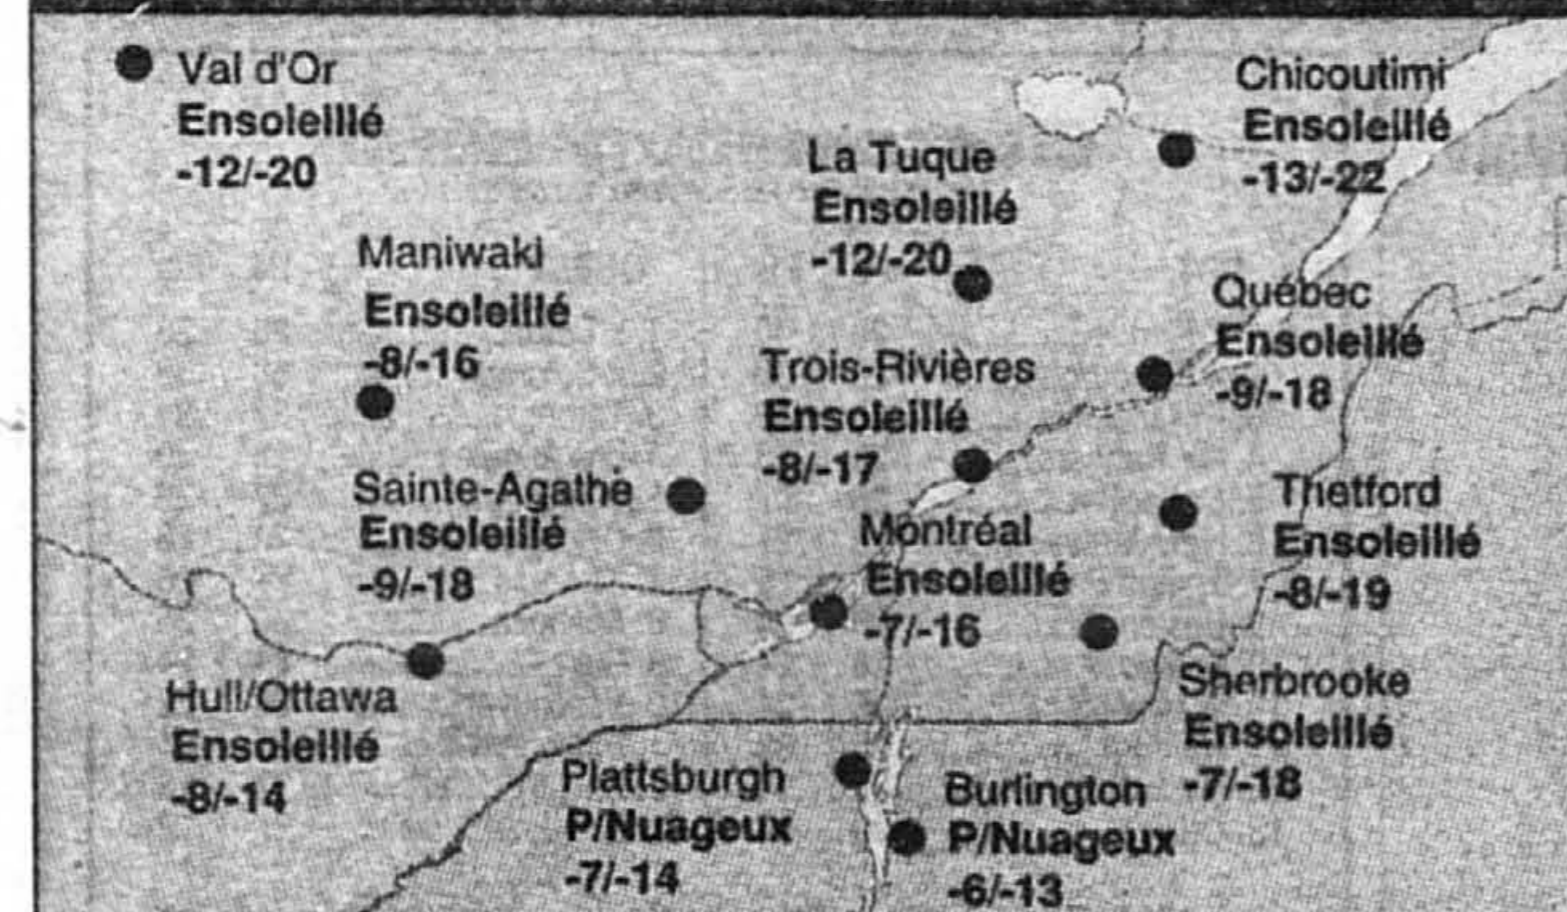 Val d'Or
Ensoleillé
-12/-20
Chicoutimi
Ensoleillé
-13/-22
La Tuque
Ensoleillé
-12/-20
Maniwaki
Ensoleillé
-8/-16
Québec
Ensoleillé
-9/-18
Trois-Rivières
Ensoleillé
-8/-17
Sainte-Agathe
Ensoleillé
-9/-18
Thetford
Ensoleillé
-8/-19
Montréal
Ensoleillé
-7/-16
Hull/Ottawa
Ensoleillé
-8/-14
Sherbrooke
Ensoleillé
-7/-18
Plattsburgh
P/Nuageux
-7/-14
Burlington
P/Nuageux
-6/-13